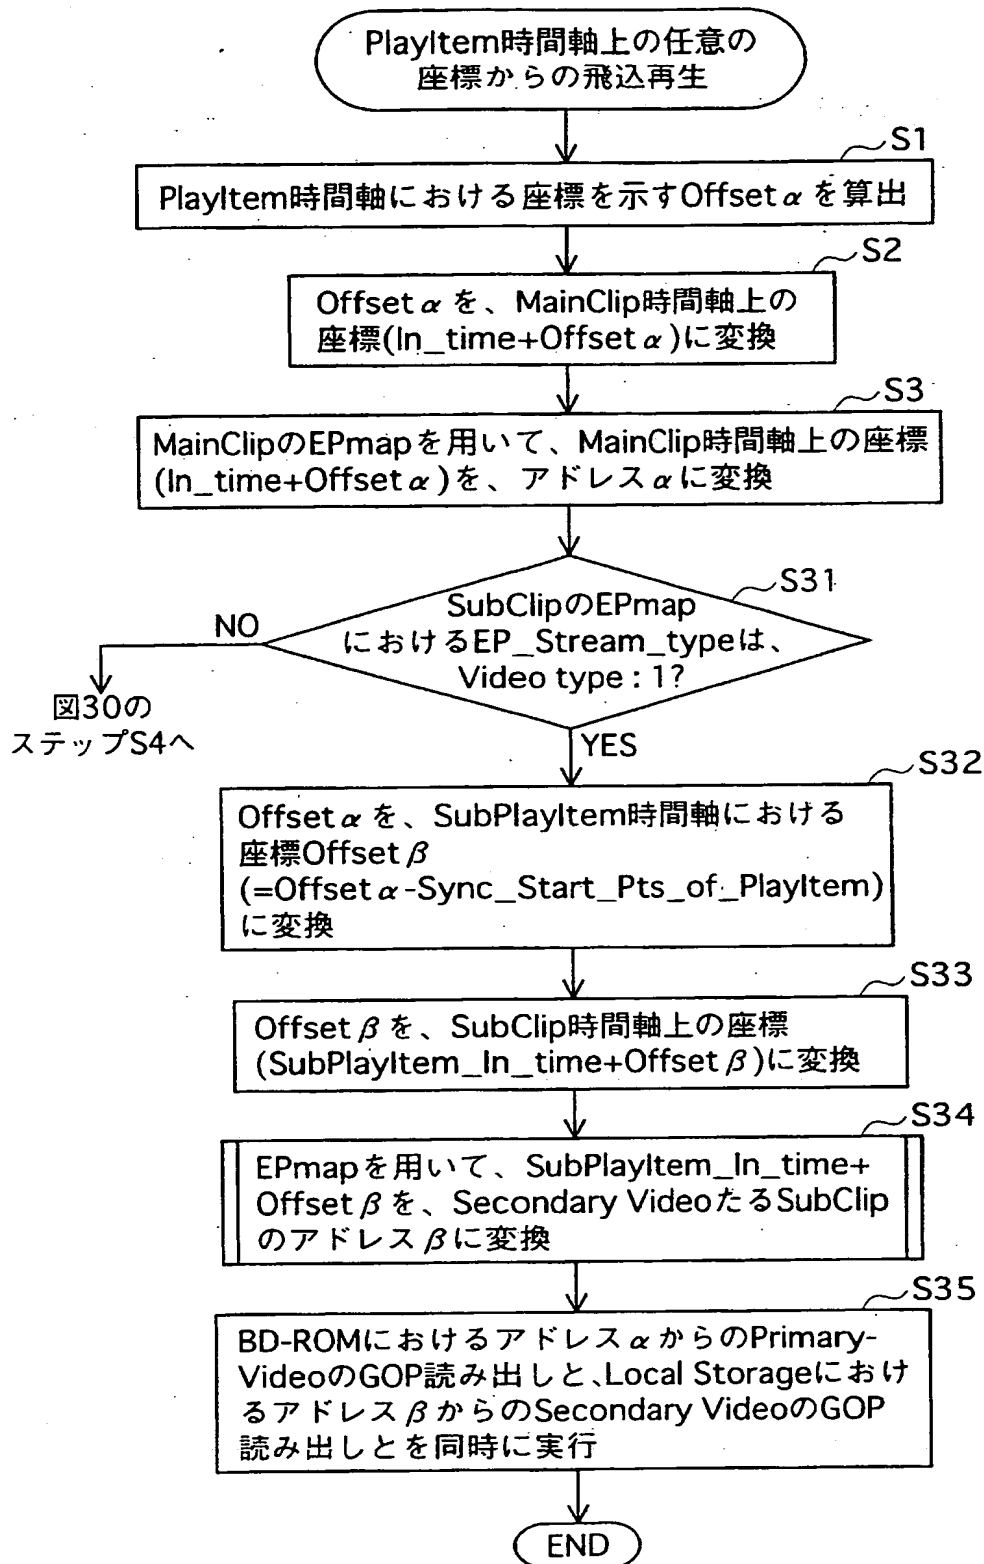 PlayItem時間軸上の任意の
座標からの飛込再生
S1
PlayItem時間軸における座標を示すOffsetαを算出
S2
Offsetαを、MainClip時間軸上の
座標(In_time+Offsetα)に変換
S3
MainClipのEPmapを用いて、MainClip時間軸上の座標
(In_time+Offsetα)を、アドレスαに変換
S31
SubClipのEPmap
におけるEP_Stream_typeは、
Video type : 1?
NO
図30の
ステップS4へ
YES
S32
Offsetαを、SubPlayItem時間軸における
座標Offsetβ
(=Offsetα-Sync_Start_Pts_of_PlayItem)
に変換
S33
Offsetβを、SubClip時間軸上の座標
(SubPlayItem_In_time+Offsetβ)に変換
S34
EPmapを用いて、SubPlayItem_In_time+
Offsetβを、Secondary VideoたるSubClip
のアドレスβに変換
S35
BD-ROMにおけるアドレスαからのPrimary-
VideoのGOP読み出しと、Local Storageにおけ
るアドレスβからのSecondary VideoのGOP
読み出しとを同時に実行
END